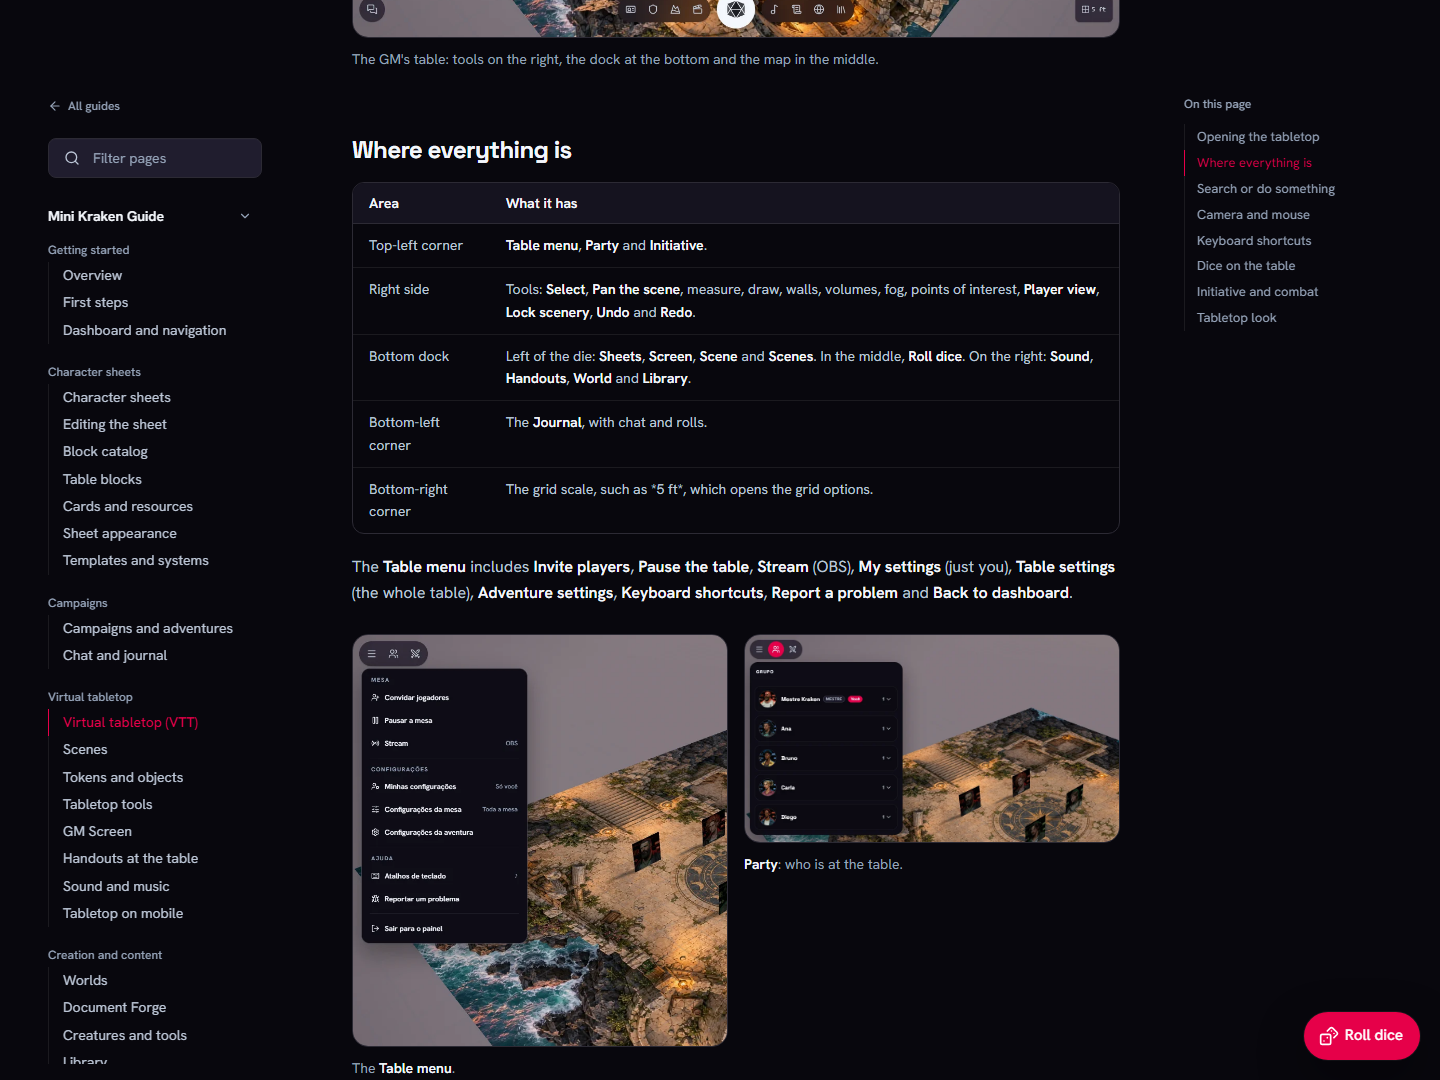 5 ft
The GM's table: tools on the right, the dock at the bottom and the map in the middle.
All guides
Filter pages
Mini Kraken Guide
Getting started
Overview
First steps
Dashboard and navigation
Character sheets
Character sheets
Editing the sheet
Block catalog
Table blocks
Cards and resources
Sheet appearance
Templates and systems
Campaigns
Campaigns and adventures
Chat and journal
Virtual tabletop
Virtual tabletop (VTT)
Scenes
Tokens and objects
Tabletop tools
GM Screen
Handouts at the table
Sound and music
Tabletop on mobile
Creation and content
Worlds
Document Forge
Creatures and tools
Library
Where everything is
Area What it has
Top-left corner Table menu, Party and Initiative.
Right side Tools: Select, Pan the scene, measure, draw, walls, volumes, fog, points of interest, Player view,
Lock scenery, Undo and Redo.
Bottom dock Left of the die: Sheets, Screen, Scene and Scenes. In the middle, Roll dice. On the right: Sound,
Handouts, World and Library.
Bottom-left The Journal, with chat and rolls.
corner
Bottom-right The grid scale, such as *5 ft*, which opens the grid options.
corner
The Table menu includes Invite players, Pause the table, Stream (OBS), My settings (just you), Table settings
(the whole table), Adventure settings, Keyboard shortcuts, Report a problem and Back to dashboard.
MESA
Convidar jogadores
Pausar a mesa
Stream OBS
CONFIGURAÇÕES
Minhas configurações Só você
Configurações da mesa Toda a mesa
Configurações da aventura
AJUDA
Atalhos de teclado
Reportar um problema
Sair para o painel
The Table menu.
GRUPO
Mestre Kraken MESTRE
Ana
Bruno
Carla
Diego
Party: who is at the table.
On this page
Opening the tabletop
Where everything is
Search or do something
Camera and mouse
Keyboard shortcuts
Dice on the table
Initiative and combat
Tabletop look
Roll dice